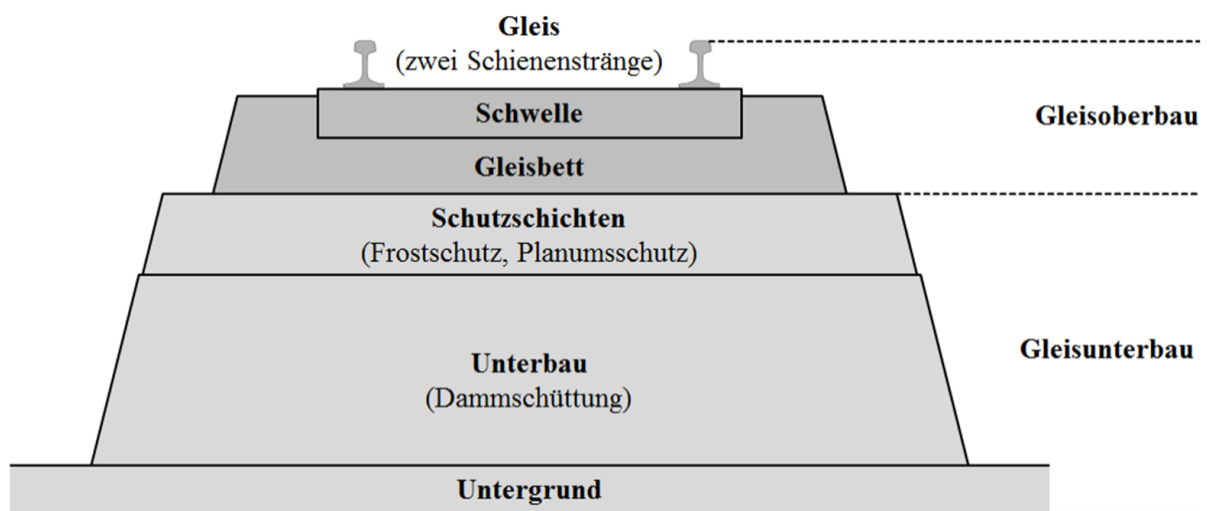 Gleis
(zwei Schienenstränge)
Schwelle
Gleisoberbau
Gleisbett
Schutzschichten
(Frostschutz, Planumsschutz)
Gleisunterbau
Unterbau
(Dammschüttung)
Untergrund